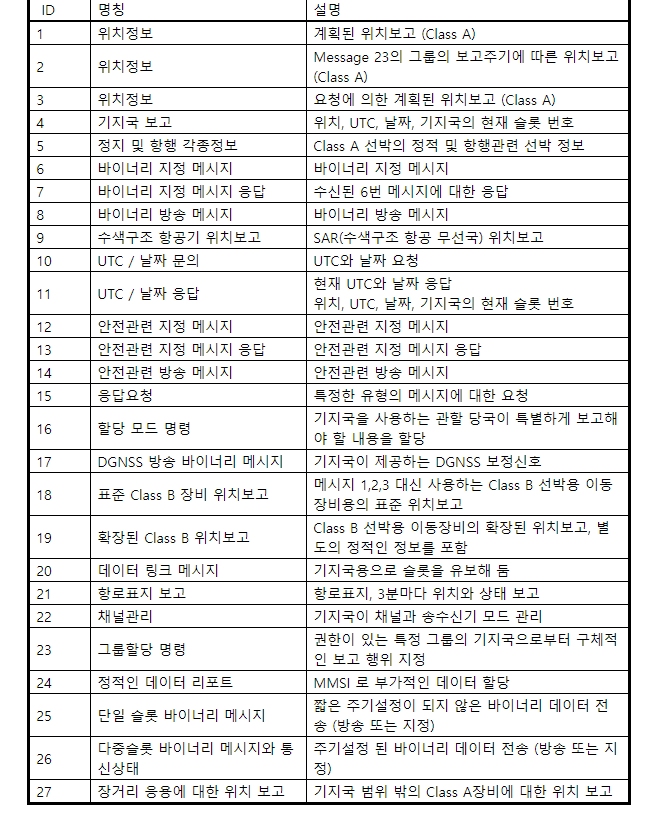 ID 명칭 설명
1 위치정보 계획된 위치보고 (Class A)
2 위치정보 Message 23의 그룹의 보고주기에 따른 위치보고
(Class A)
3 위치정보 요청에 의한 계획된 위치보고 (Class A)
4 기지국 보고 위치, UTC, 날짜, 기지국의 현재 슬롯 번호
5 정지 및 항행 각종정보 Class A 선박의 정적 및 항행관련 선박 정보
6 바이너리 지정 메시지 바이너리 지정 메시지
7 바이너리 지정 메시지 응답 수신된 6번 메시지에 대한 응답
8 바이너리 방송 메시지 바이너리 방송 메시지
9 수색구조 항공기 위치보고 SAR(수색구조 항공 무선국) 위치보고
10 UTC / 날짜 문의 UTC와 날짜 요청
11 UTC / 날짜 응답 현재 UTC와 날짜 응답
위치, UTC, 날짜, 기지국의 현재 슬롯 번호
12 안전관련 지정 메시지 안전관련 지정 메시지
13 안전관련 지정 메시지 응답 안전관련 지정 메시지 응답
14 안전관련 방송 메시지 안전관련 방송 메시지
15 응답요청 특정한 유형의 메시지에 대한 요청
16 할당 모드 명령 기지국을 사용하는 관할 당국이 특별하게 보고해
야 할 내용을 할당
17 DGNSS 방송 바이너리 메시지 기지국이 제공하는 DGNSS 보정신호
18 표준 Class B 장비 위치보고 메시지 1,2,3 대신 사용하는 Class B 선박용 이동
장비용의 표준 위치보고
19 확장된 Class B 위치보고 Class B 선박용 이동장비의 확장된 위치보고, 별
도의 정적인 정보를 포함
20 데이터 링크 메시지 기지국용으로 슬롯을 유보해 둠
21 항로표지 보고 항로표지, 3분마다 위치와 상태 보고
22 채널관리 기지국이 채널과 송수신기 모드 관리
23 그룹할당 명령 권한이 있는 특정 그룹의 기지국으로부터 구체적
인 보고 행위 지정
24 정적인 데이터 리포트 MMSI 로 부가적인 데이터 할당
25 단일 슬롯 바이너리 메시지 짧은 주기설정이 되지 않은 바이너리 데이터 전
송 (방송 또는 지정)
26 다중슬롯 바이너리 메시지와 통
신상태 주기설정 된 바이너리 데이터 전송 (방송 또는 지
정)
27 장거리 응용에 대한 위치 보고 기지국 범위 밖의 Class A장비에 대한 위치 보고